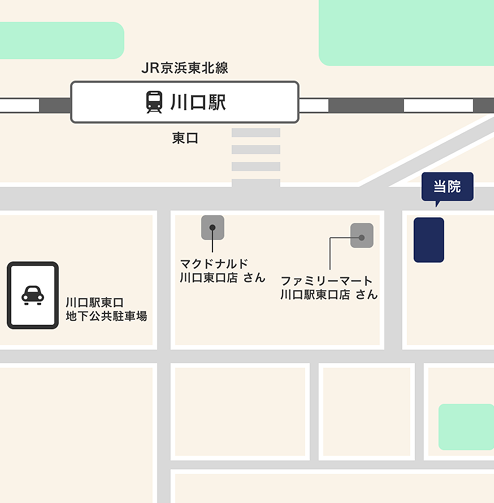 JR京浜東北線
川口駅
東口
当院
マクドナルド
川口東口店 さん
ファミリーマート
川口駅東口店 さん
川口駅東口
地下公共駐車場